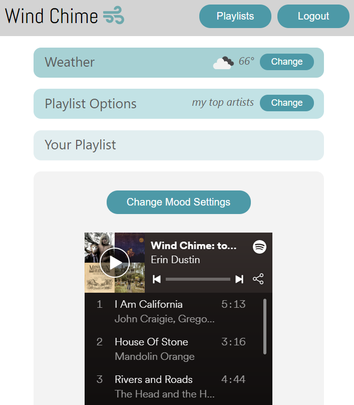 Wind Chime
Playlists
Logout
Weather
66°
Change
Playlist Options
my top artists
Change
Your Playlist
Change Mood Settings
Wind Chime: to...
Erin Dustin
1 I Am California 5:13
John Craigie, Grego...
2 House Of Stone 3:16
Mandolin Orange
3 Rivers and Roads 4:44
The Head and the H...